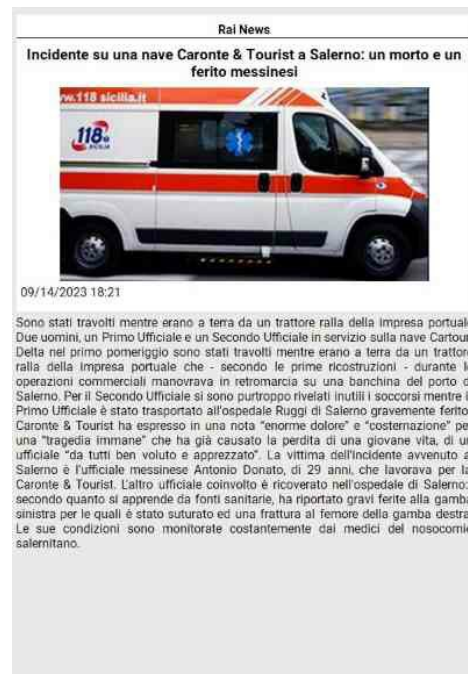 Rai News
Incidente su una nave Caronte & Tourist a Salerno: un morto e un
ferito messinesi
www.118 sicilia.it
118
SICILIA
09/14/2023 18:21
Sono stati travolti mentre erano a terra da un trattore ralla della impresa portuale
Due uomini, un Primo Ufficiale e un Secondo Ufficiale in servizio sulla nave Cartour
Delta nel primo pomeriggio sono stati travolti mentre erano a terra da un trattore
ralla della impresa portuale che - secondo le prime ricostruzioni - durante le
operazioni commerciali manovrava in retromarcia su una banchina del porto di
Salerno. Per il Secondo Ufficiale si sono purtroppo rivelati inutili i soccorsi mentre il
Primo Ufficiale è stato trasportato all'ospedale Ruggi di Salerno gravemente ferito.
Caronte & Tourist ha espresso in una nota “enorme dolore” e “costernazione” per
una “tragedia immane” che ha già causato la perdita di una giovane vita, di un
ufficiale “da tutti ben voluto e apprezzato”. La vittima dell'incidente avvenuto a
Salerno è l'ufficiale messinese Antonio Donato, di 29 anni, che lavorava per la
Caronte & Tourist. L'altro ufficiale coinvolto è ricoverato nell'ospedale di Salerno:
secondo quanto si apprende da fonti sanitarie, ha riportato gravi ferite alla gamba
sinistra per le quali è stato suturato ed una frattura al femore della gamba destra.
Le sue condizioni sono monitorate costantemente dai medici del nosocomio
salernitano.